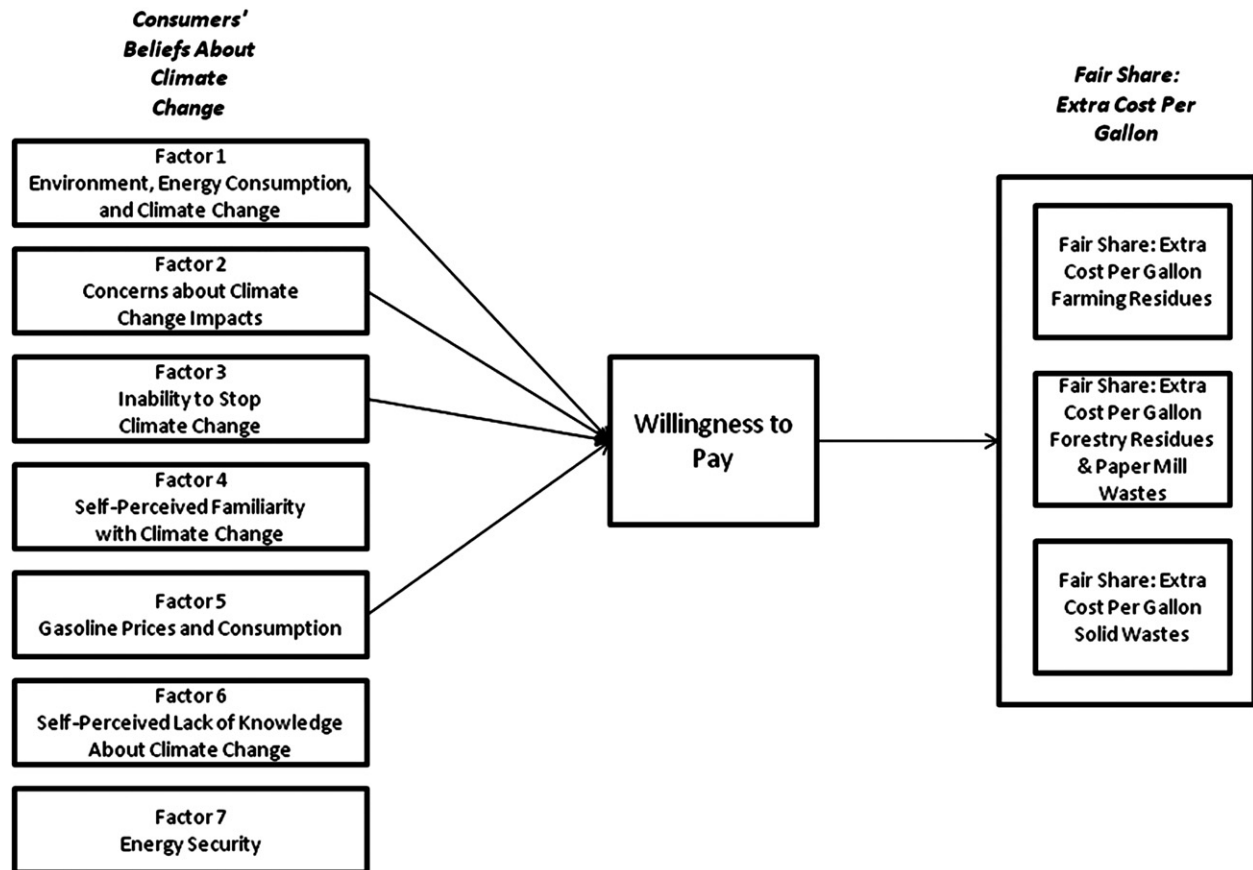 Consumers'
Beliefs About
Climate
Change
Factor 1
Environment, Energy Consumption,
and Climate Change
Factor 2
Concerns about Climate
Change Impacts
Factor 3
Inability to Stop
Climate Change
Factor 4
Self-Perceived Familiarity
with Climate Change
Factor 5
Gasoline Prices and Consumption
Factor 6
Self-Perceived Lack of Knowledge
About Climate Change
Factor 7
Energy Security
Willingness to
Pay
Fair Share:
Extra Cost Per
Gallon
Fair Share: Extra
Cost Per Gallon
Farming Residues
Fair Share: Extra
Cost Per Gallon
Forestry Residues
& Paper Mill
Wastes
Fair Share: Extra
Cost Per Gallon
Solid Wastes